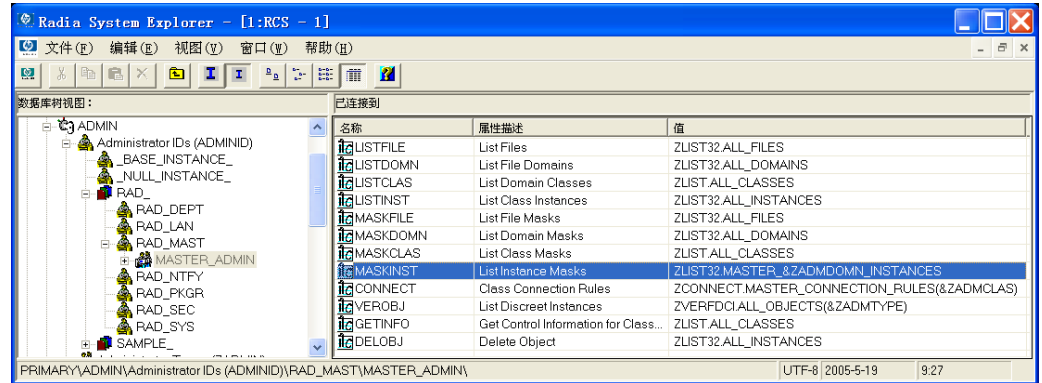 Radia System Explorer - [1:RCS - 1]
文件(F) 编辑(E) 视图(V) 窗口(W) 帮助(H)
数据库树视图：
已连接到
ADMIN
Administrator IDs (ADMINID)
_BASE_INSTANCE_
_NULL_INSTANCE_
RAD_
RAD_DEPT
RAD_LAN
RAD_MAST
MASTER_ADMIN
RAD_NTFY
RAD_PKGR
RAD_SEC
RAD_SYS
SAMPLE_
名称 属性描述 值
LISTFILE List Files ZLIST32.ALL_FILES
LISTDOMN List File Domains ZLIST32.ALL_DOMAINS
LISTCLAS List Domain Classes ZLIST.ALL_CLASSES
LISTINST List Class Instances ZLIST32.ALL_INSTANCES
MASKFILE List File Masks ZLIST32.ALL_FILES
MASKDOMN List Domain Masks ZLIST32.ALL_DOMAINS
MASKCLAS List Class Masks ZLIST.ALL_CLASSES
MASKINST List Instance Masks ZLIST32.MASTER_&ZADMDOMN_INSTANCES
CONNECT Class Connection Rules ZCONNECT.MASTER_CONNECTION_RULES(&ZADMCLAS)
VEROBJ List Discreet Instances ZVERFDCI.ALL_OBJECTS(&ZADMTYPE)
GETINFO Get Control Information for Class... ZLIST.ALL_CLASSES
DELOBJ Delete Object ZLIST32.ALL_INSTANCES
PRIMARY\ADMIN\Administrator IDs (ADMINID)\RAD_MAST\MASTER_ADMIN\ UTF-8 2005-5-19 9:27